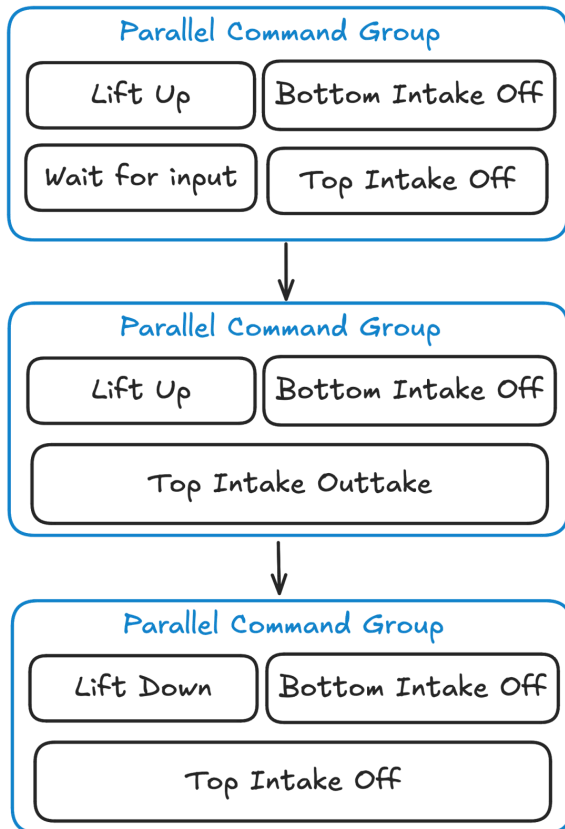 Parallel Command Group
Lift Up
Bottom Intake Off
Wait for input
Top Intake Off
Parallel Command Group
Lift Up
Bottom Intake Off
Top Intake Outtake
Parallel Command Group
Lift Down
Bottom Intake Off
Top Intake Off